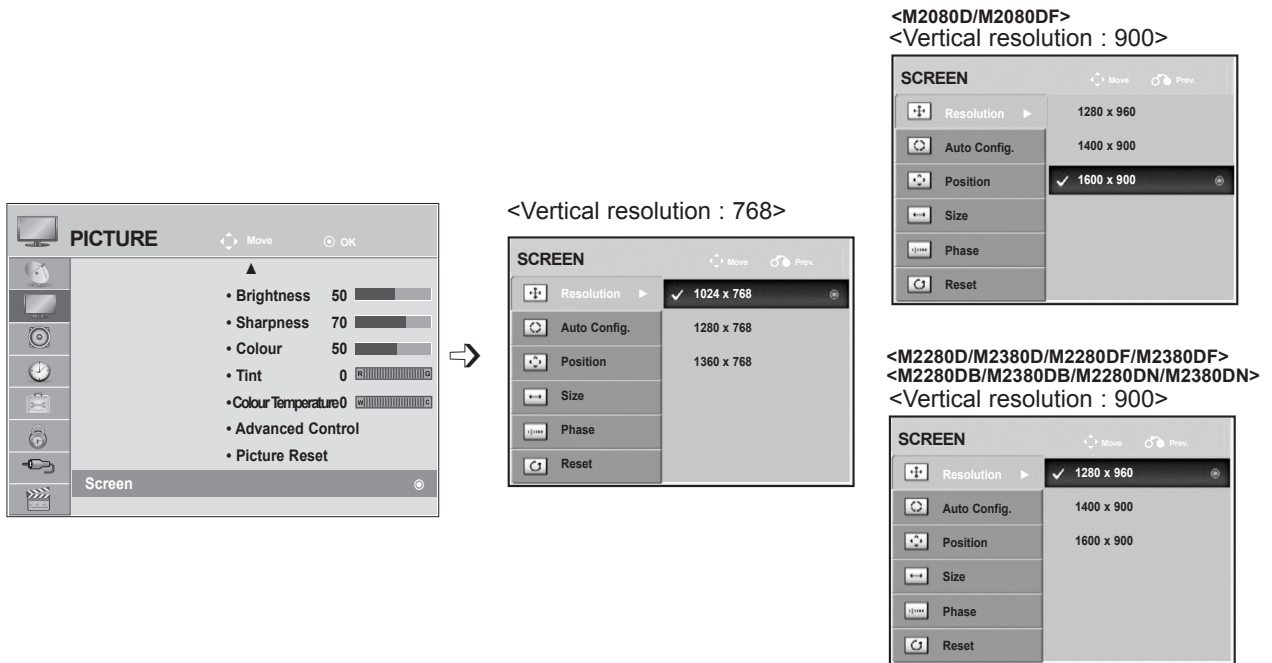 PICTURE Move OK
▲
• Brightness 50
• Sharpness 70
• Colour 50
• Tint 0 R G
• Colour Temperature 0 W C
• Advanced Control
• Picture Reset
Screen
<Vertical resolution : 768>
SCREEN Move Prev.
Resolution ► ✓ 1024 x 768
Auto Config. 1280 x 768
Position 1360 x 768
Size
Phase
Reset
<M2080D/M2080DF>
<Vertical resolution : 900>
SCREEN Move Prev.
Resolution ► 1280 x 960
Auto Config. 1400 x 900
Position ✓ 1600 x 900
Size
Phase
Reset
<M2280D/M2380D/M2280DF/M2380DF>
<M2280DB/M2380DB/M2280DN/M2380DN>
<Vertical resolution : 900>
SCREEN Move Prev.
Resolution ► ✓ 1280 x 960
Auto Config. 1400 x 900
Position 1600 x 900
Size
Phase
Reset